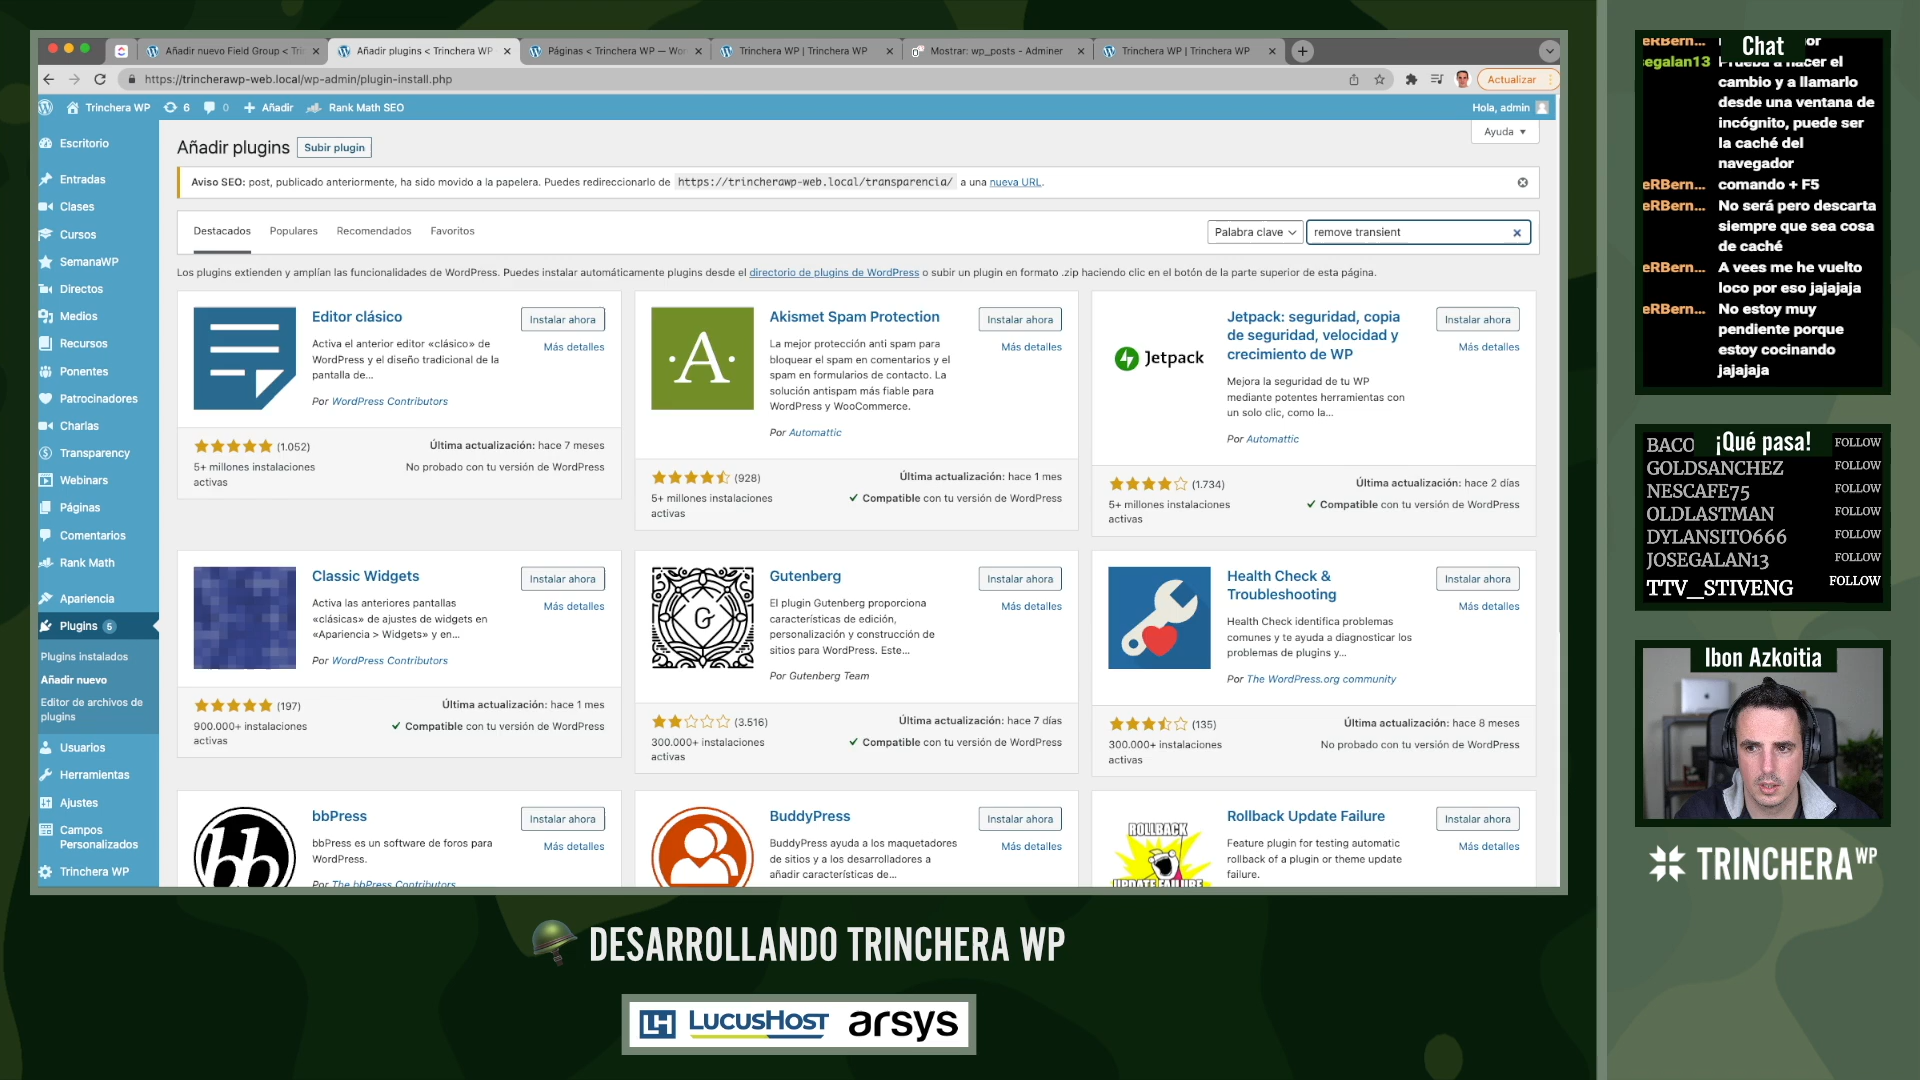 Añadir nuevo Field Group < Trin
Añadir plugins < Trinchera WP
Páginas < Trinchera WP — Wor
Trinchera WP | Trinchera WP
Mostrar: wp_posts - Adminer
Trinchera WP | Trinchera WP
https://trincherawp-web.local/wp-admin/plugin-install.php
Actualizar
Trinchera WP
6
0
Añadir
Rank Math SEO
Hola, admin
Escritorio
Entradas
Clases
Cursos
SemanaWP
Directos
Medios
Recursos
Ponentes
Patrocinadores
Charlas
Transparency
Webinars
Páginas
Comentarios
Rank Math
Apariencia
Plugins 6
Plugins instalados
Añadir nuevo
Editor de archivos de
plugins
Usuarios
Herramientas
Ajustes
Campos
Personalizados
Trinchera WP
Ayuda
Añadir plugins
Subir plugin
Aviso SEO: post, publicado anteriormente, ha sido movido a la papelera. Puedes redireccionarlo de https://trincherawp-web.local/transparencia/ a una nueva URL.
Destacados
Populares
Recomendados
Favoritos
Palabra clave
remove transient
Los plugins extienden y amplían las funcionalidades de WordPress. Puedes instalar automáticamente plugins desde el directorio de plugins de WordPress o subir un plugin en formato .zip haciendo clic en el botón de la parte superior de esta página.
Editor clásico
Instalar ahora
Más detalles
Activa el anterior editor «clásico» de
WordPress y el diseño tradicional de la
pantalla de...
Por WordPress Contributors
(1.052)
5+ millones instalaciones
activas
Última actualización: hace 7 meses
No probado con tu versión de WordPress
A
Akismet Spam Protection
Instalar ahora
Más detalles
La mejor protección anti spam para
bloquear el spam en comentarios y el
spam en formularios de contacto. La
solución antispam más fiable para
WordPress y WooCommerce.
Por Automattic
(928)
5+ millones instalaciones
activas
Última actualización: hace 1 mes
Compatible con tu versión de WordPress
Jetpack
Jetpack: seguridad, copia
de seguridad, velocidad y
crecimiento de WP
Instalar ahora
Más detalles
Mejora la seguridad de tu WP
mediante potentes herramientas con
un solo clic, como la...
Por Automattic
(1.734)
5+ millones instalaciones
activas
Última actualización: hace 2 días
Compatible con tu versión de WordPress
Classic Widgets
Instalar ahora
Más detalles
Activa las anteriores pantallas
«clásicas» de ajustes de widgets en
«Apariencia > Widgets» y en...
Por WordPress Contributors
(197)
900.000+ instalaciones
activas
Última actualización: hace 1 mes
Compatible con tu versión de WordPress
G
Gutenberg
Instalar ahora
Más detalles
El plugin Gutenberg proporciona
características de edición,
personalización y construcción de
sitios para WordPress. Este...
Por Gutenberg Team
(3.516)
300.000+ instalaciones
activas
Última actualización: hace 7 días
Compatible con tu versión de WordPress
Health Check &
Troubleshooting
Instalar ahora
Más detalles
Health Check identifica problemas
comunes y te ayuda a diagnosticar los
problemas de plugins y...
Por The WordPress.org community
(135)
300.000+ instalaciones
activas
Última actualización: hace 8 meses
No probado con tu versión de WordPress
bb
bbPress
Instalar ahora
Más detalles
bbPress es un software de foros para
WordPress.
Por The bbPress Contributors
BuddyPress
Instalar ahora
Más detalles
BuddyPress ayuda a los maquetadores
de sitios y a los desarrolladores a
añadir características de...
ROLLBACK
UPDATE FAILURE
Rollback Update Failure
Instalar ahora
Más detalles
Feature plugin for testing automatic
rollback of a plugin or theme update
failure.
DESARROLLANDO TRINCHERA WP
LH LUCUSHOST arsys
Chat
eRBern... or
segalan13 Prueba a hacer el
cambio y a llamarlo
desde una ventana de
incógnito, puede ser
la caché del
navegador
eRBern... comando + F5
eRBern... No será pero descarta
siempre que sea cosa
de caché
eRBern... A vees me he vuelto
loco por eso jajajaja
eRBern... No estoy muy
pendiente porque
estoy cocinando
jajajaja
¡Qué pasa!
BACO FOLLOW
GOLDSANCHEZ FOLLOW
NESCAFE75 FOLLOW
OLDLASTMAN FOLLOW
DYLANSITO666 FOLLOW
JOSEGALAN13 FOLLOW
TTV_STIVENG FOLLOW
Ibon Azkoitia
TRINCHERA WP